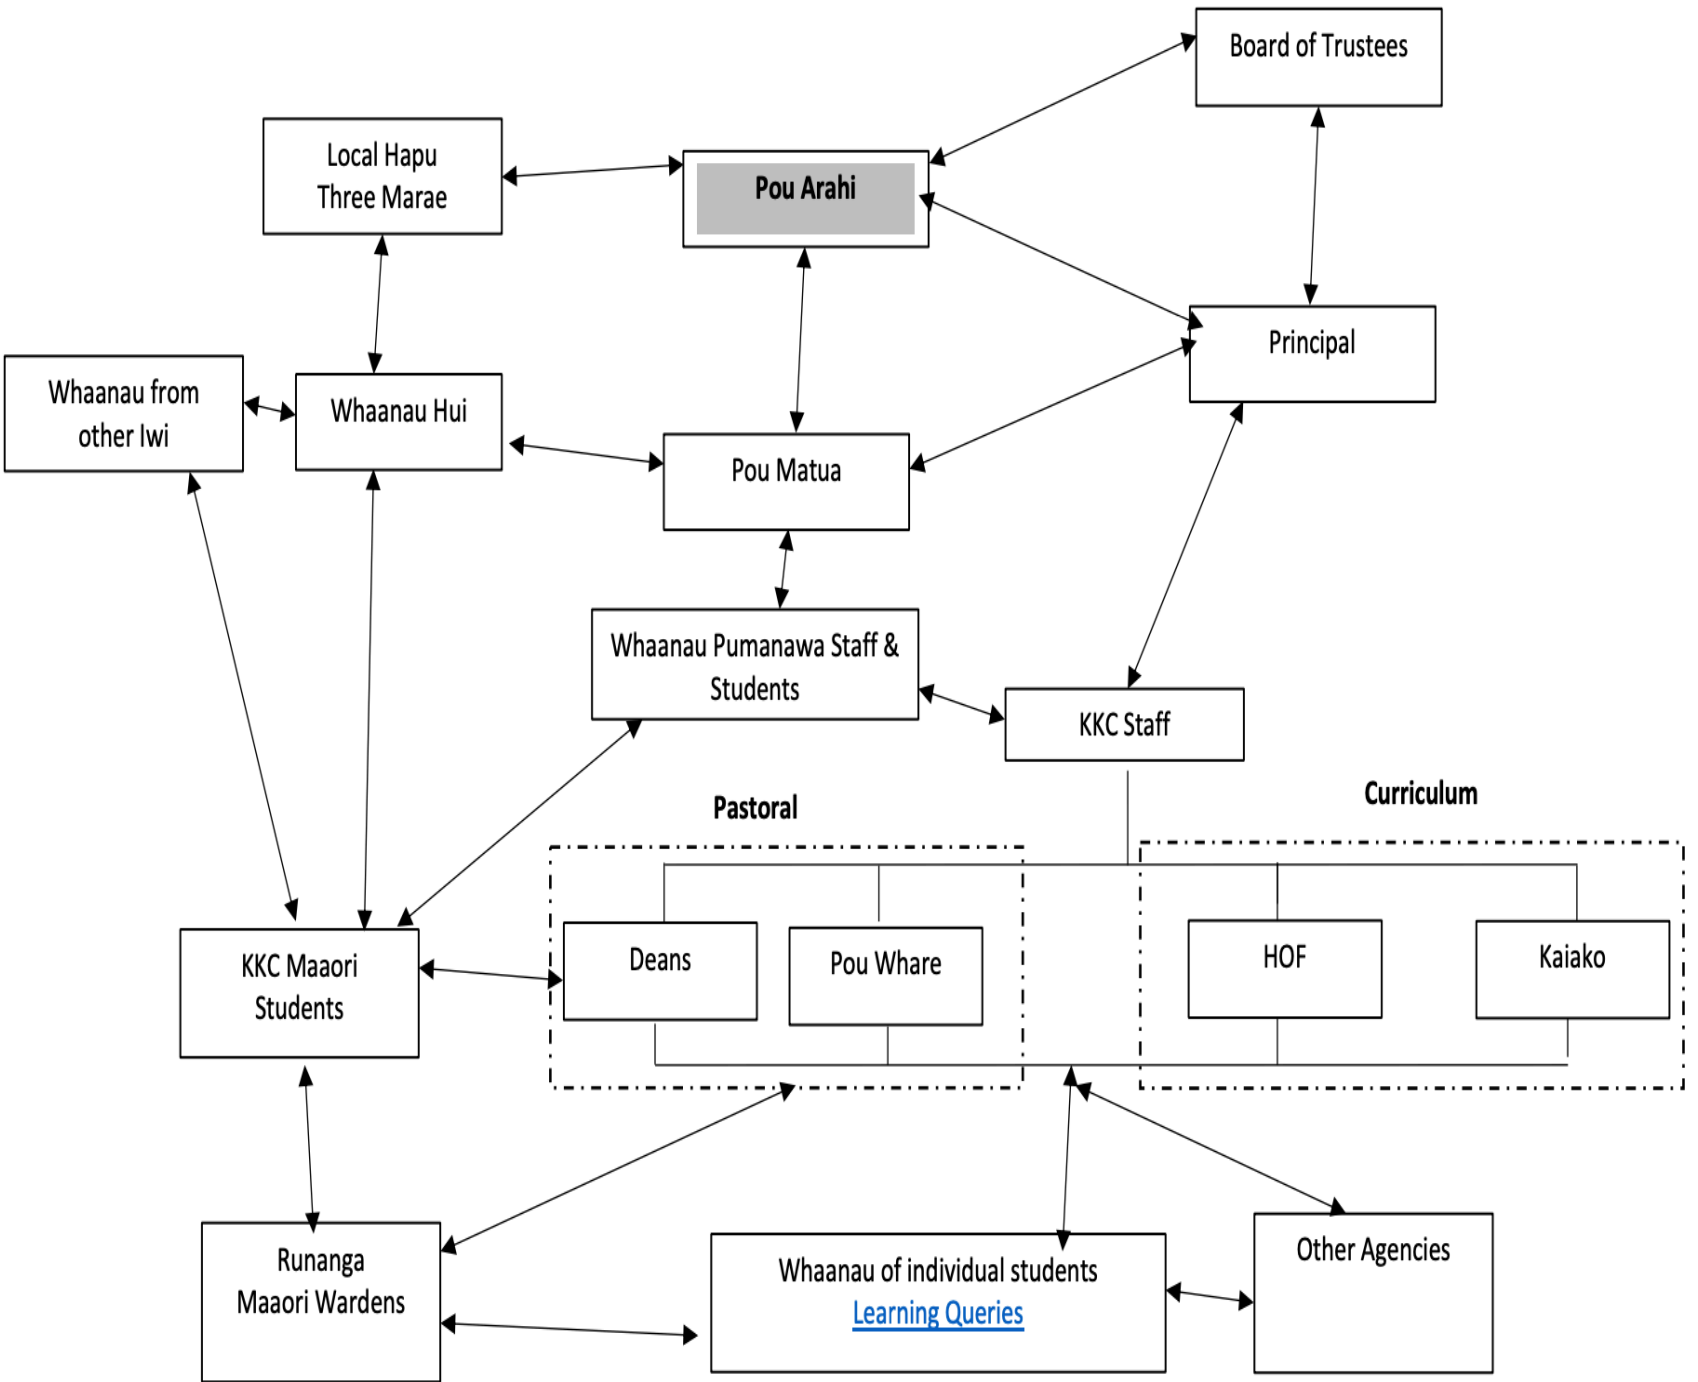 Board of Trustees
Local Hapu
Three Marae
Pou Arahi
Principal
Whaanau from
other Iwi
Whaanau Hui
Pou Matua
Whaanau Pumanawa Staff &
Students
KKC Staff
Pastoral
Curriculum
KKC Maaori
Students
Deans
Pou Whare
HOF
Kaiako
Runanga
Maaori Wardens
Whaanau of individual students
Learning Queries
Other Agencies